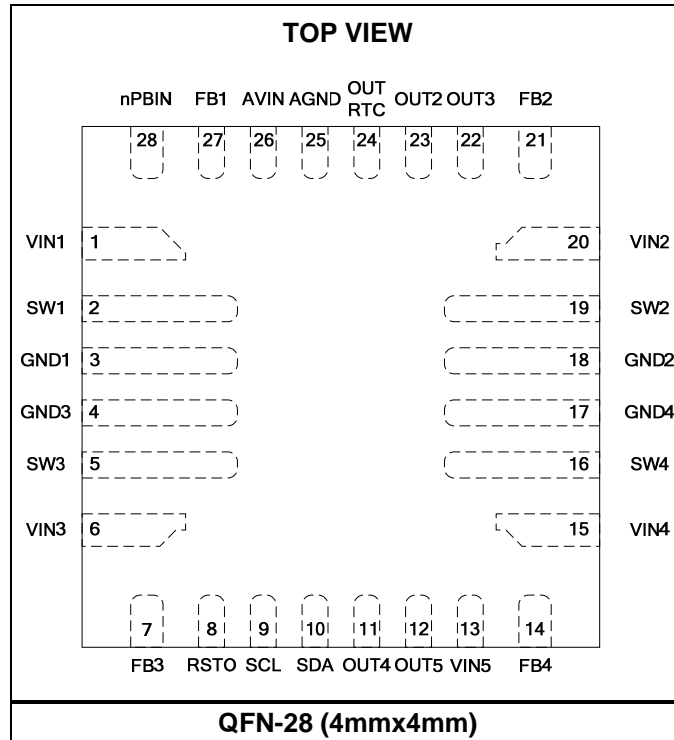 TOP VIEW
nPBIN FB1 AVIN AGND OUT RTC OUT2 OUT3 FB2
28 27 26 25 24 23 22 21
VIN1 1 20 VIN2
SW1 2 19 SW2
GND1 3 18 GND2
GND3 4 17 GND4
SW3 5 16 SW4
VIN3 6 15 VIN4
7 8 9 10 11 12 13 14
FB3 RSTO SCL SDA OUT4 OUT5 VIN5 FB4
QFN-28 (4mmx4mm)